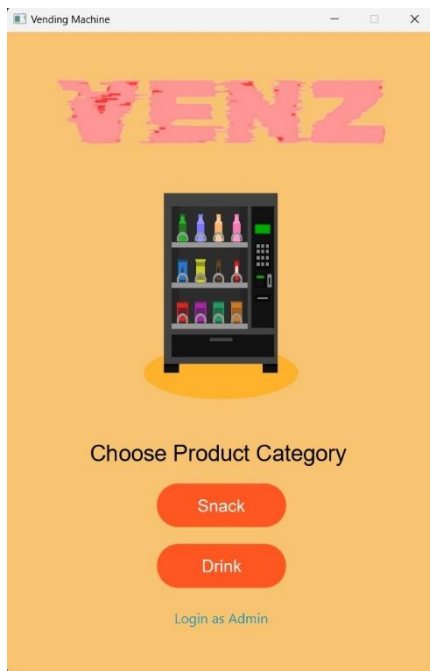 Vending Machine
VENZ
Choose Product Category
Snack
Drink
Login as Admin